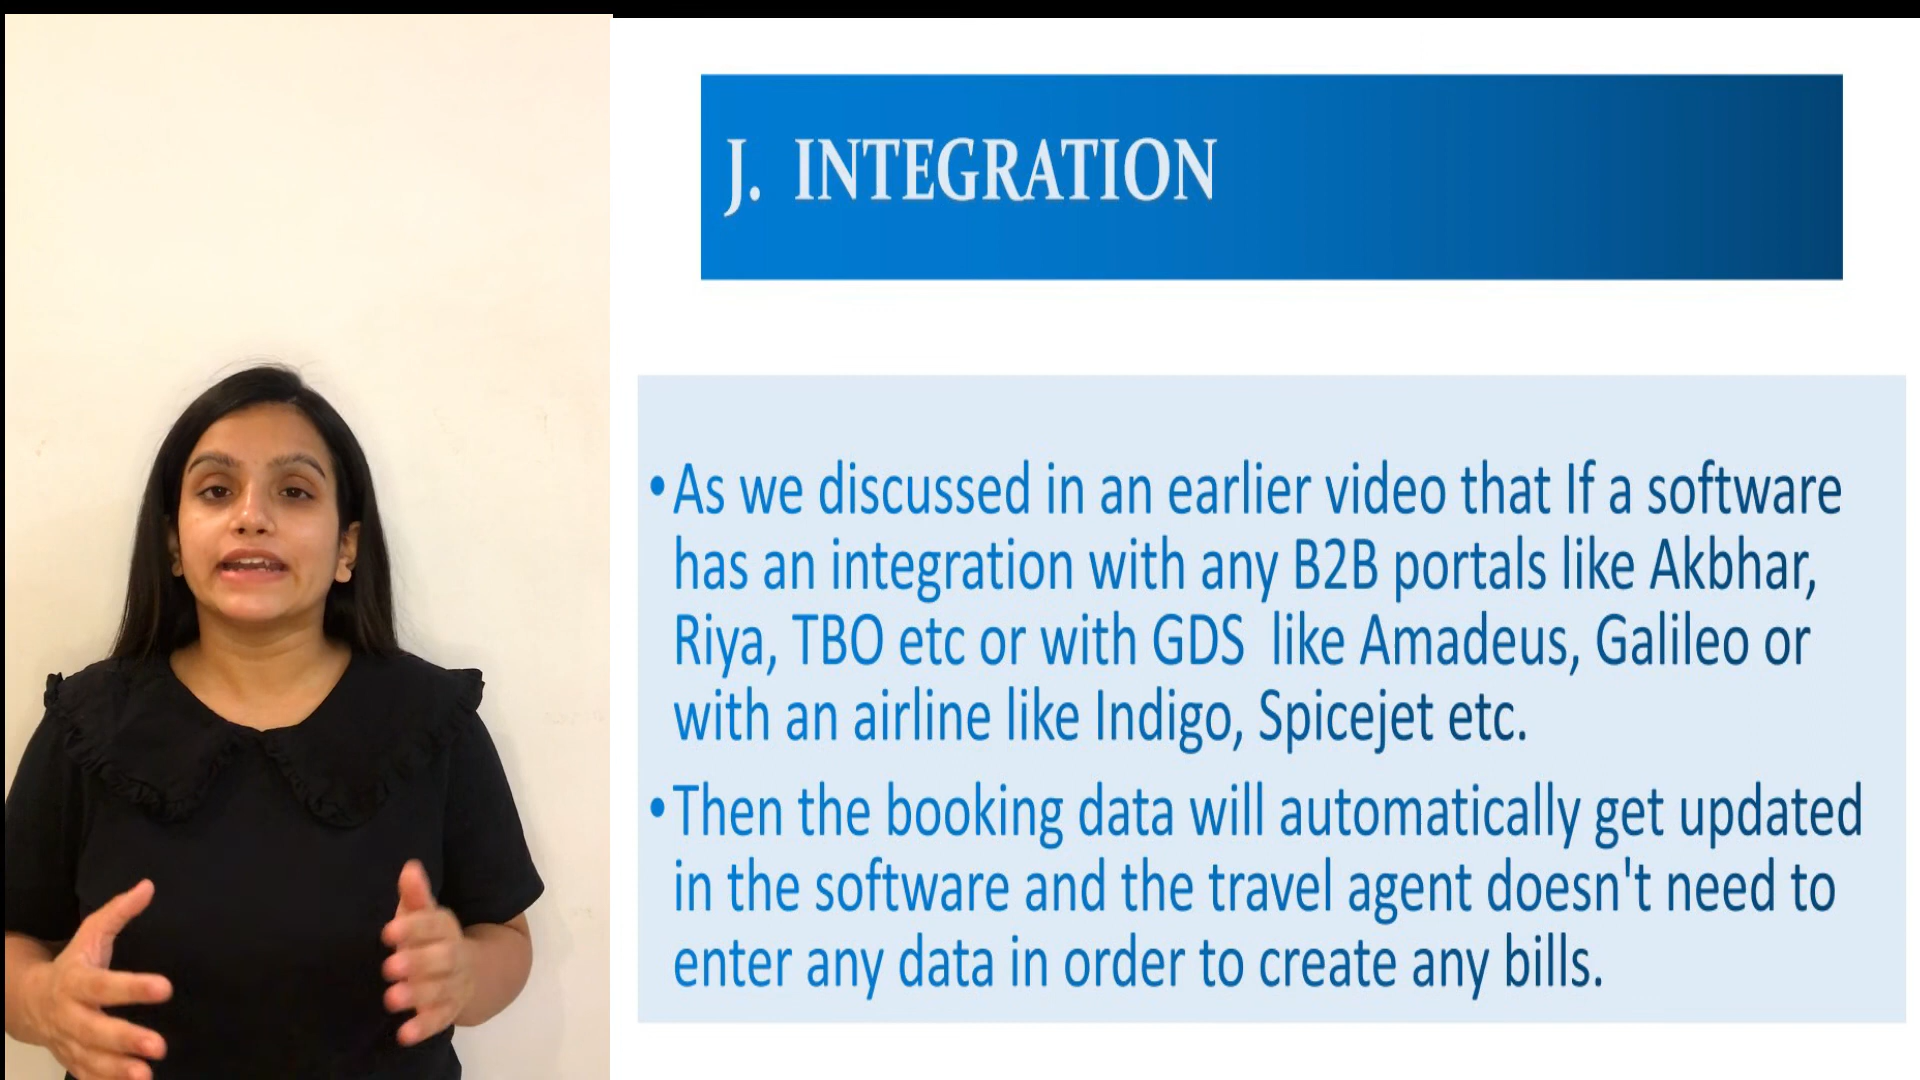 J. INTEGRATION
•As we discussed in an earlier video that If a software
has an integration with any B2B portals like Akbhar,
Riya, TBO etc or with GDS like Amadeus, Galileo or
with an airline like Indigo, Spicejet etc.
•Then the booking data will automatically get updated
in the software and the travel agent doesn't need to
enter any data in order to create any bills.